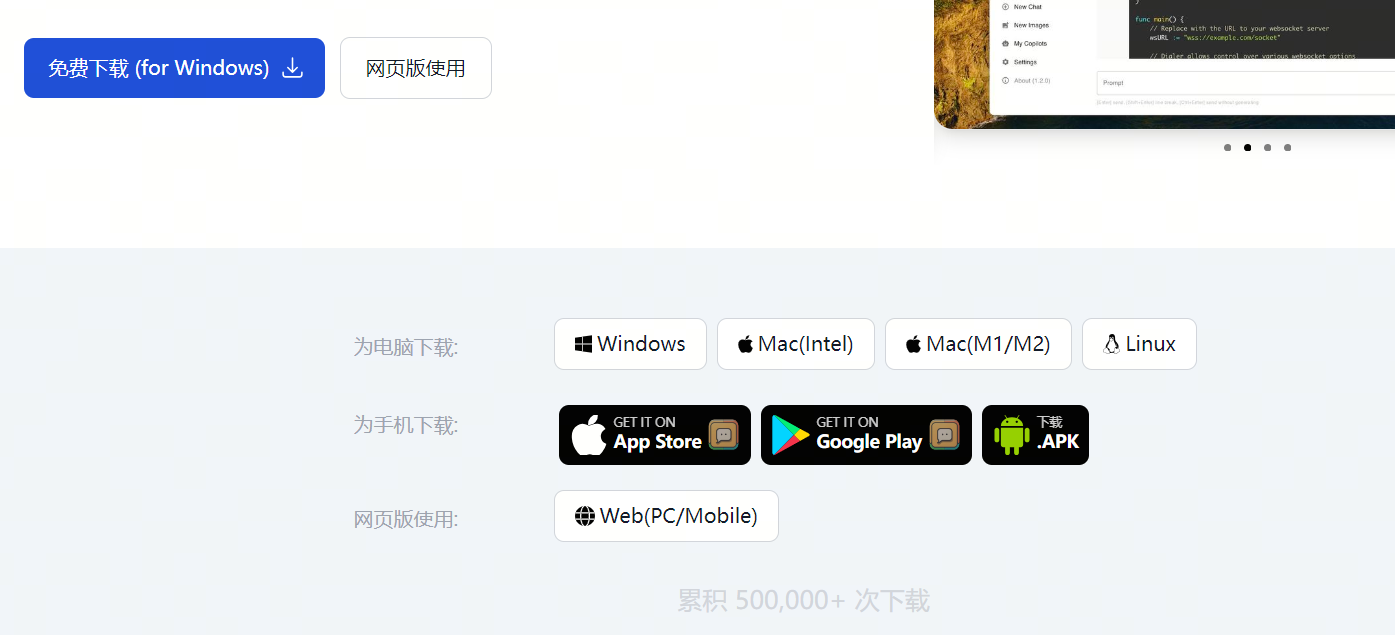 New Chat
New Images
My Copilots
Settings
About (1.2.0)
}
func main() {
// Replace with the URL to your websocket server
wsURL := "wss://example.com/socket"
// Dialer allows control over various websocket options
Prompt
免费下载 (for Windows)
网页版使用
为电脑下载:
Windows
Mac(Intel)
Mac(M1/M2)
Linux
为手机下载:
GET IT ON
App Store
GET IT ON
Google Play
下载
.APK
网页版使用:
Web(PC/Mobile)
累积 500,000+ 次下载